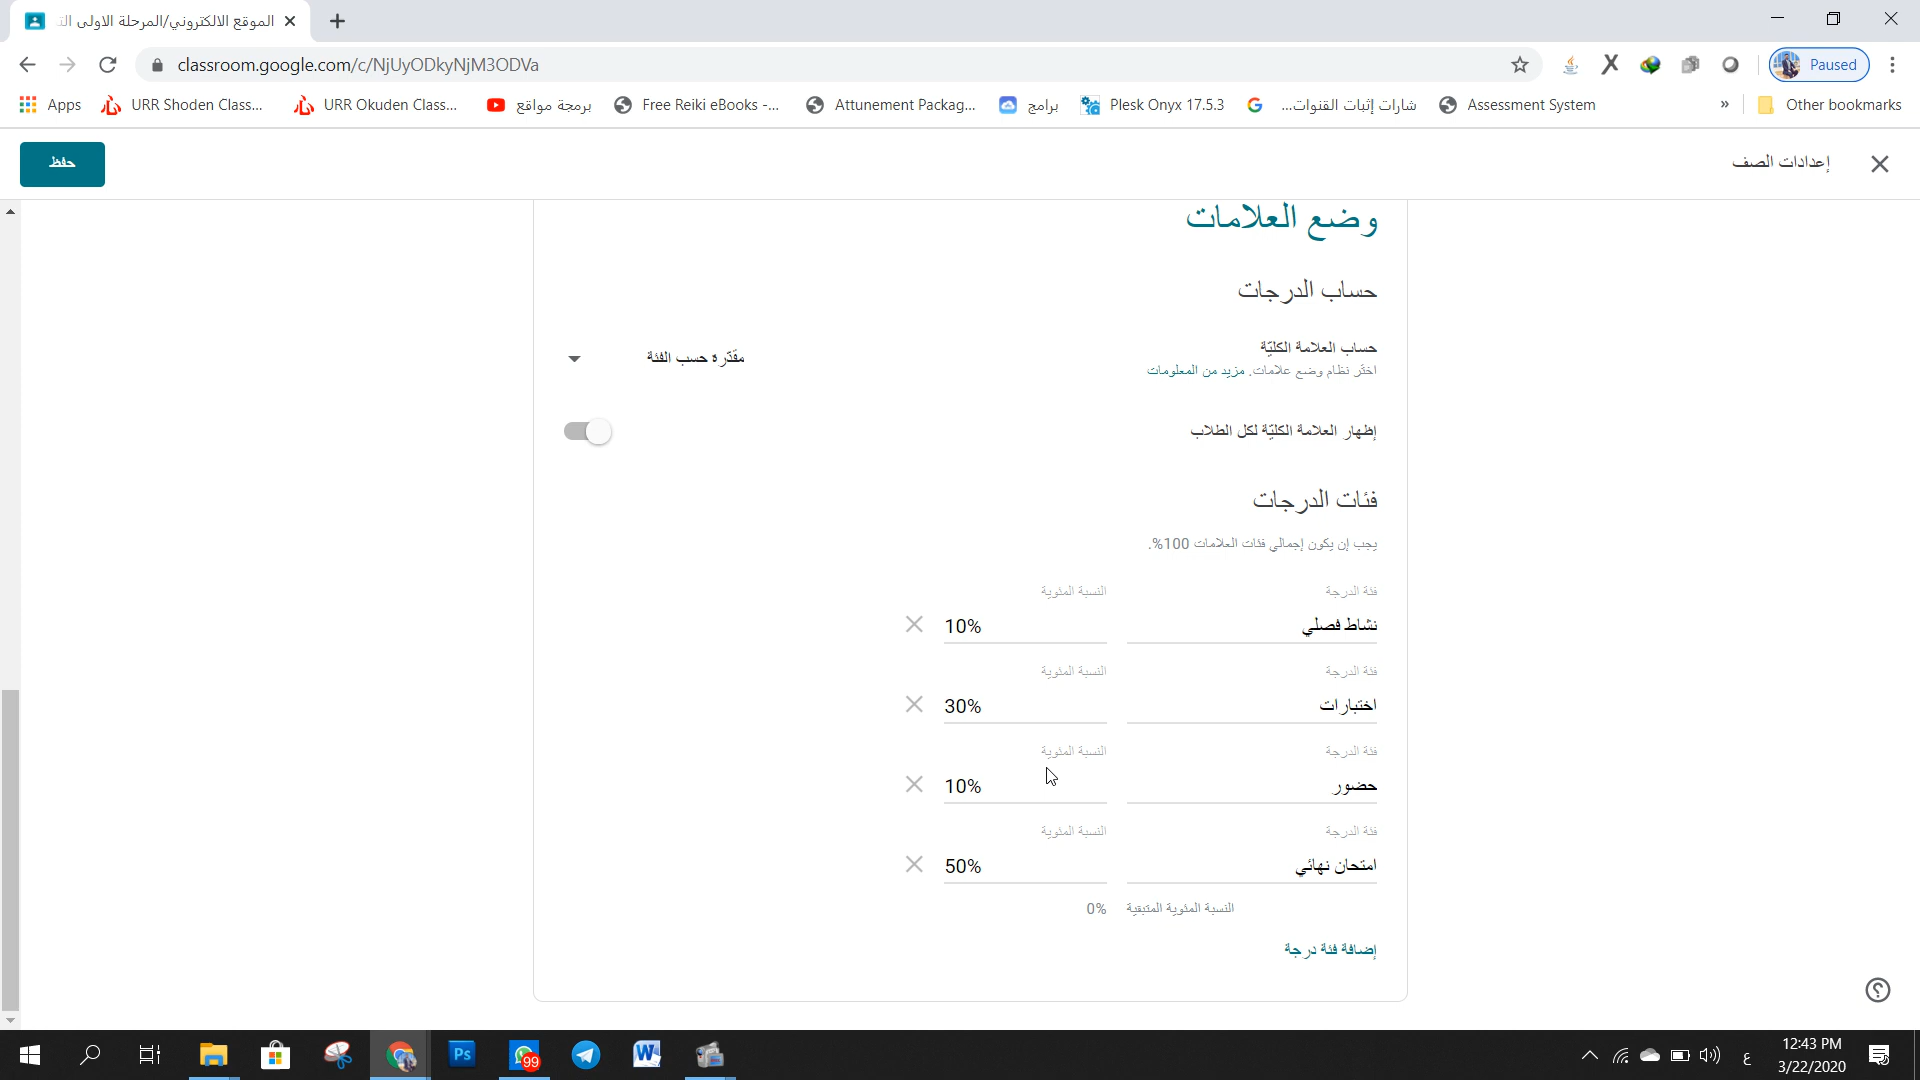 الموقع الالكتروني/المرحلة الاولى
classroom.google.com/c/NjUyODkyNjM3ODVa
Paused
Apps
URR Shoden Class...
URR Okuden Class...
برمجة مواقع
Free Reiki eBooks -...
Attunement Packag...
برامج
Plesk Onyx 17.5.3
شارات إثبات القنوات...
Assessment System
»
Other bookmarks
إعدادات الصف
حفظ
وضع العلامات
حساب الدرجات
حساب العلامة الكليّة
مقدّرة حسب الفئة
اختَر نظام وضع علامات. مزيد من المعلومات
إظهار العلامة الكليّة لكل الطلاب
فئات الدرجات
يجب إن يكون إجمالي فئات العلامات 100%.
فئة الدرجة النسبة المئوية
نشاط فصلي 10%
فئة الدرجة النسبة المئوية
اختبارات 30%
فئة الدرجة النسبة المئوية
حضور 10%
فئة الدرجة النسبة المئوية
امتحان نهائي 50%
النسبة المئوية المتبقية 0%
إضافة فئة درجة
Ps
99
ع
12:43 PM
3/22/2020